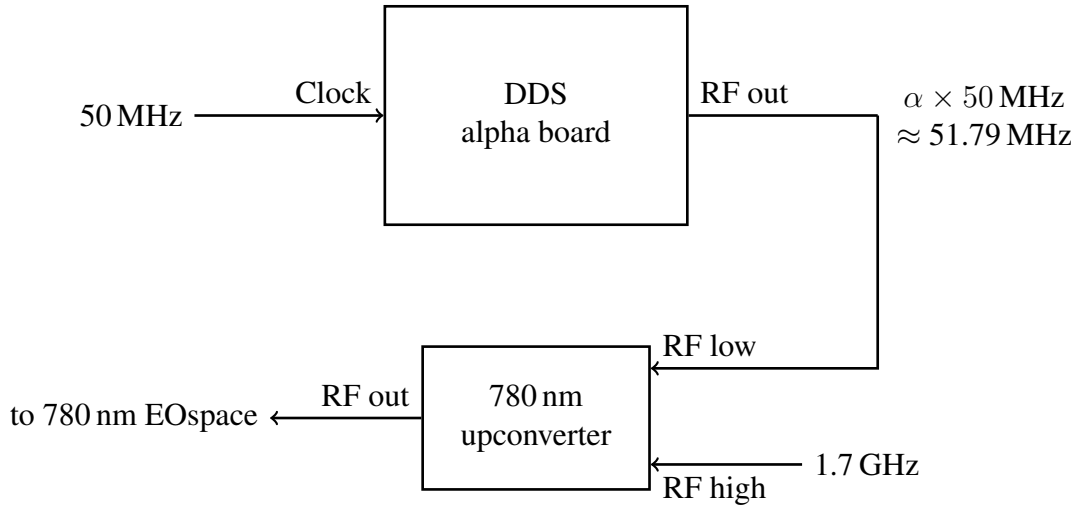 50 MHz
Clock
DDS
alpha board
RF out
α × 50 MHz
≈ 51.79 MHz
RF low
to 780 nm EOspace
RF out
780 nm
upconverter
1.7 GHz
RF high